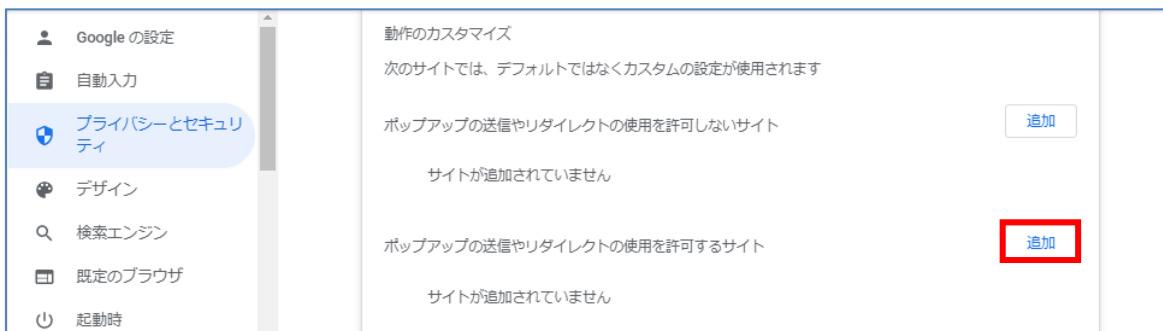 Google の設定
自動入力
プライバシーとセキュリ
ティ
デザイン
検索エンジン
既定のブラウザ
起動時
動作のカスタマイズ
次のサイトでは、デフォルトではなくカスタムの設定が使用されます
ポップアップの送信やリダイレクトの使用を許可しないサイト
追加
サイトが追加されていません
ポップアップの送信やリダイレクトの使用を許可するサイト
追加
サイトが追加されていません